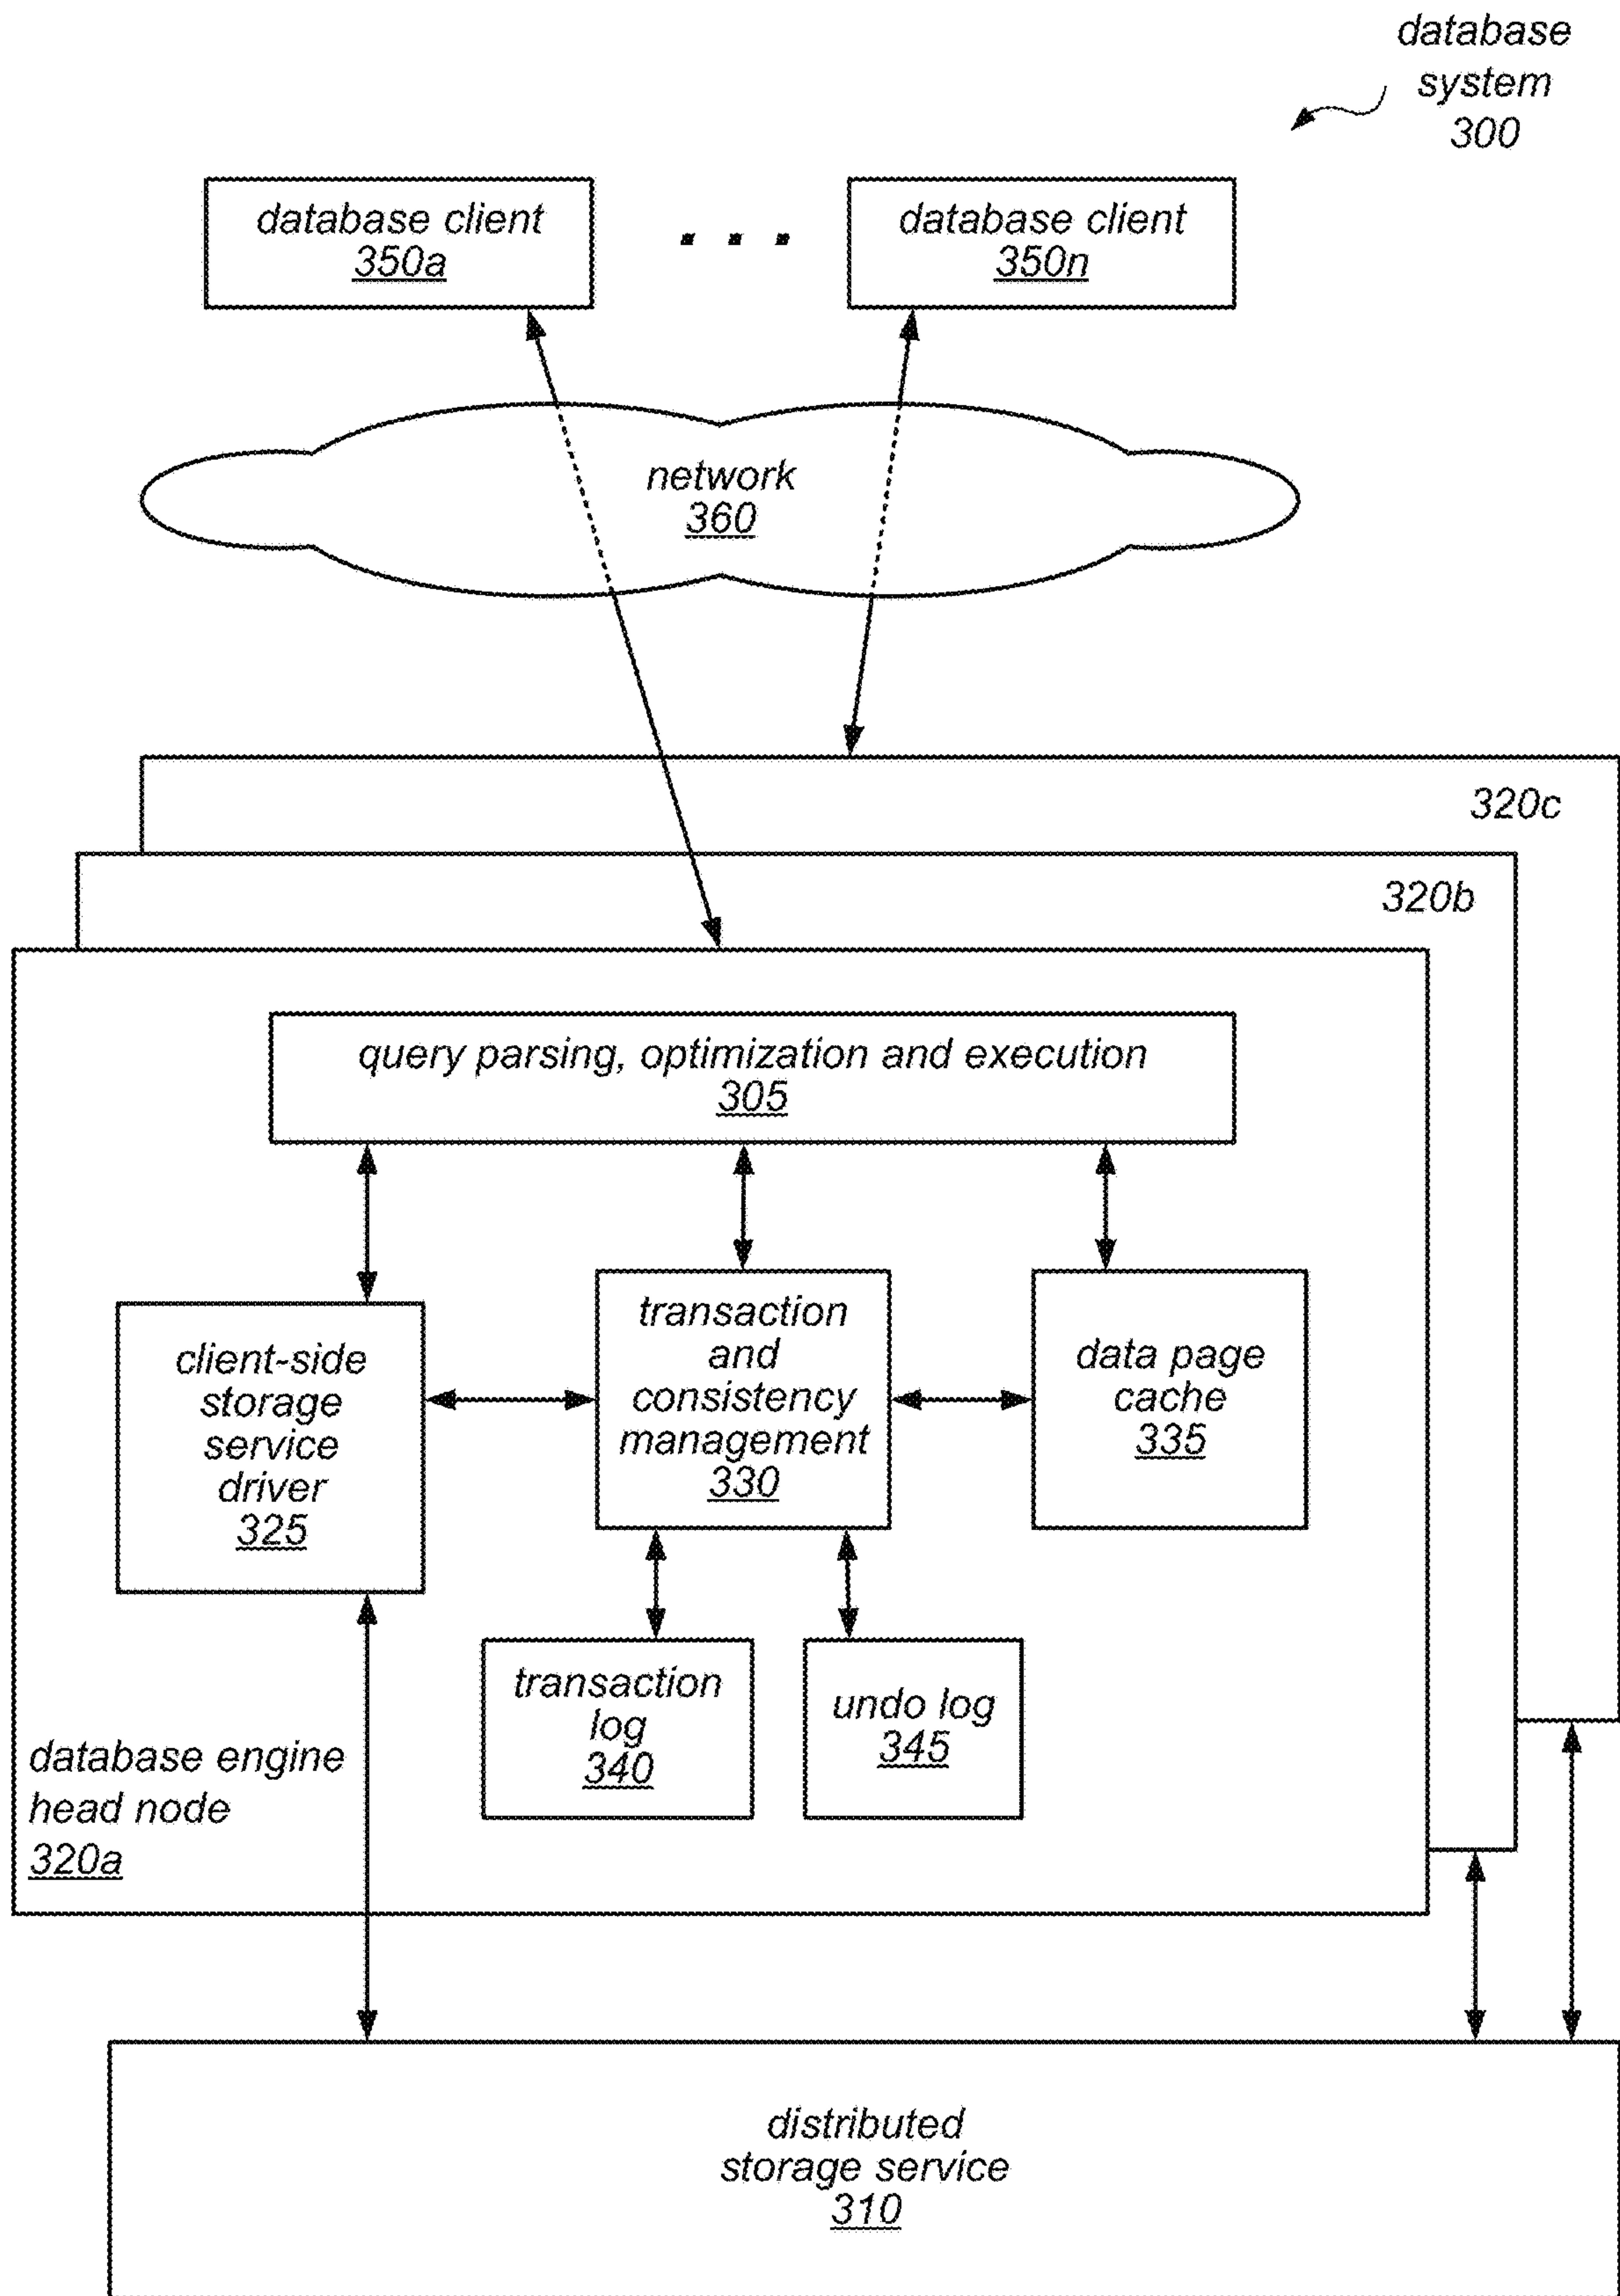 database
system
300
database client
350a
. . .
database client
350n
network
360
320c
320b
query parsing, optimization and execution
305
client-side
storage
service
driver
325
transaction
and
consistency
management
330
data page
cache
335
transaction
log
340
undo log
345
database engine
head node
320a
distributed
storage service
310